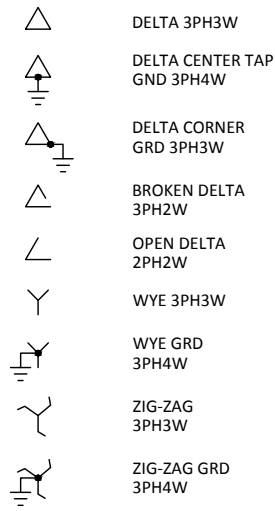 DELTA 3PH3W
DELTA CENTER TAP
GND 3PH4W
DELTA CORNER
GRD 3PH3W
BROKEN DELTA
3PH2W
OPEN DELTA
2PH2W
WYE 3PH3W
WYE GRD
3PH4W
ZIG-ZAG
3PH3W
ZIG-ZAG GRD
3PH4W